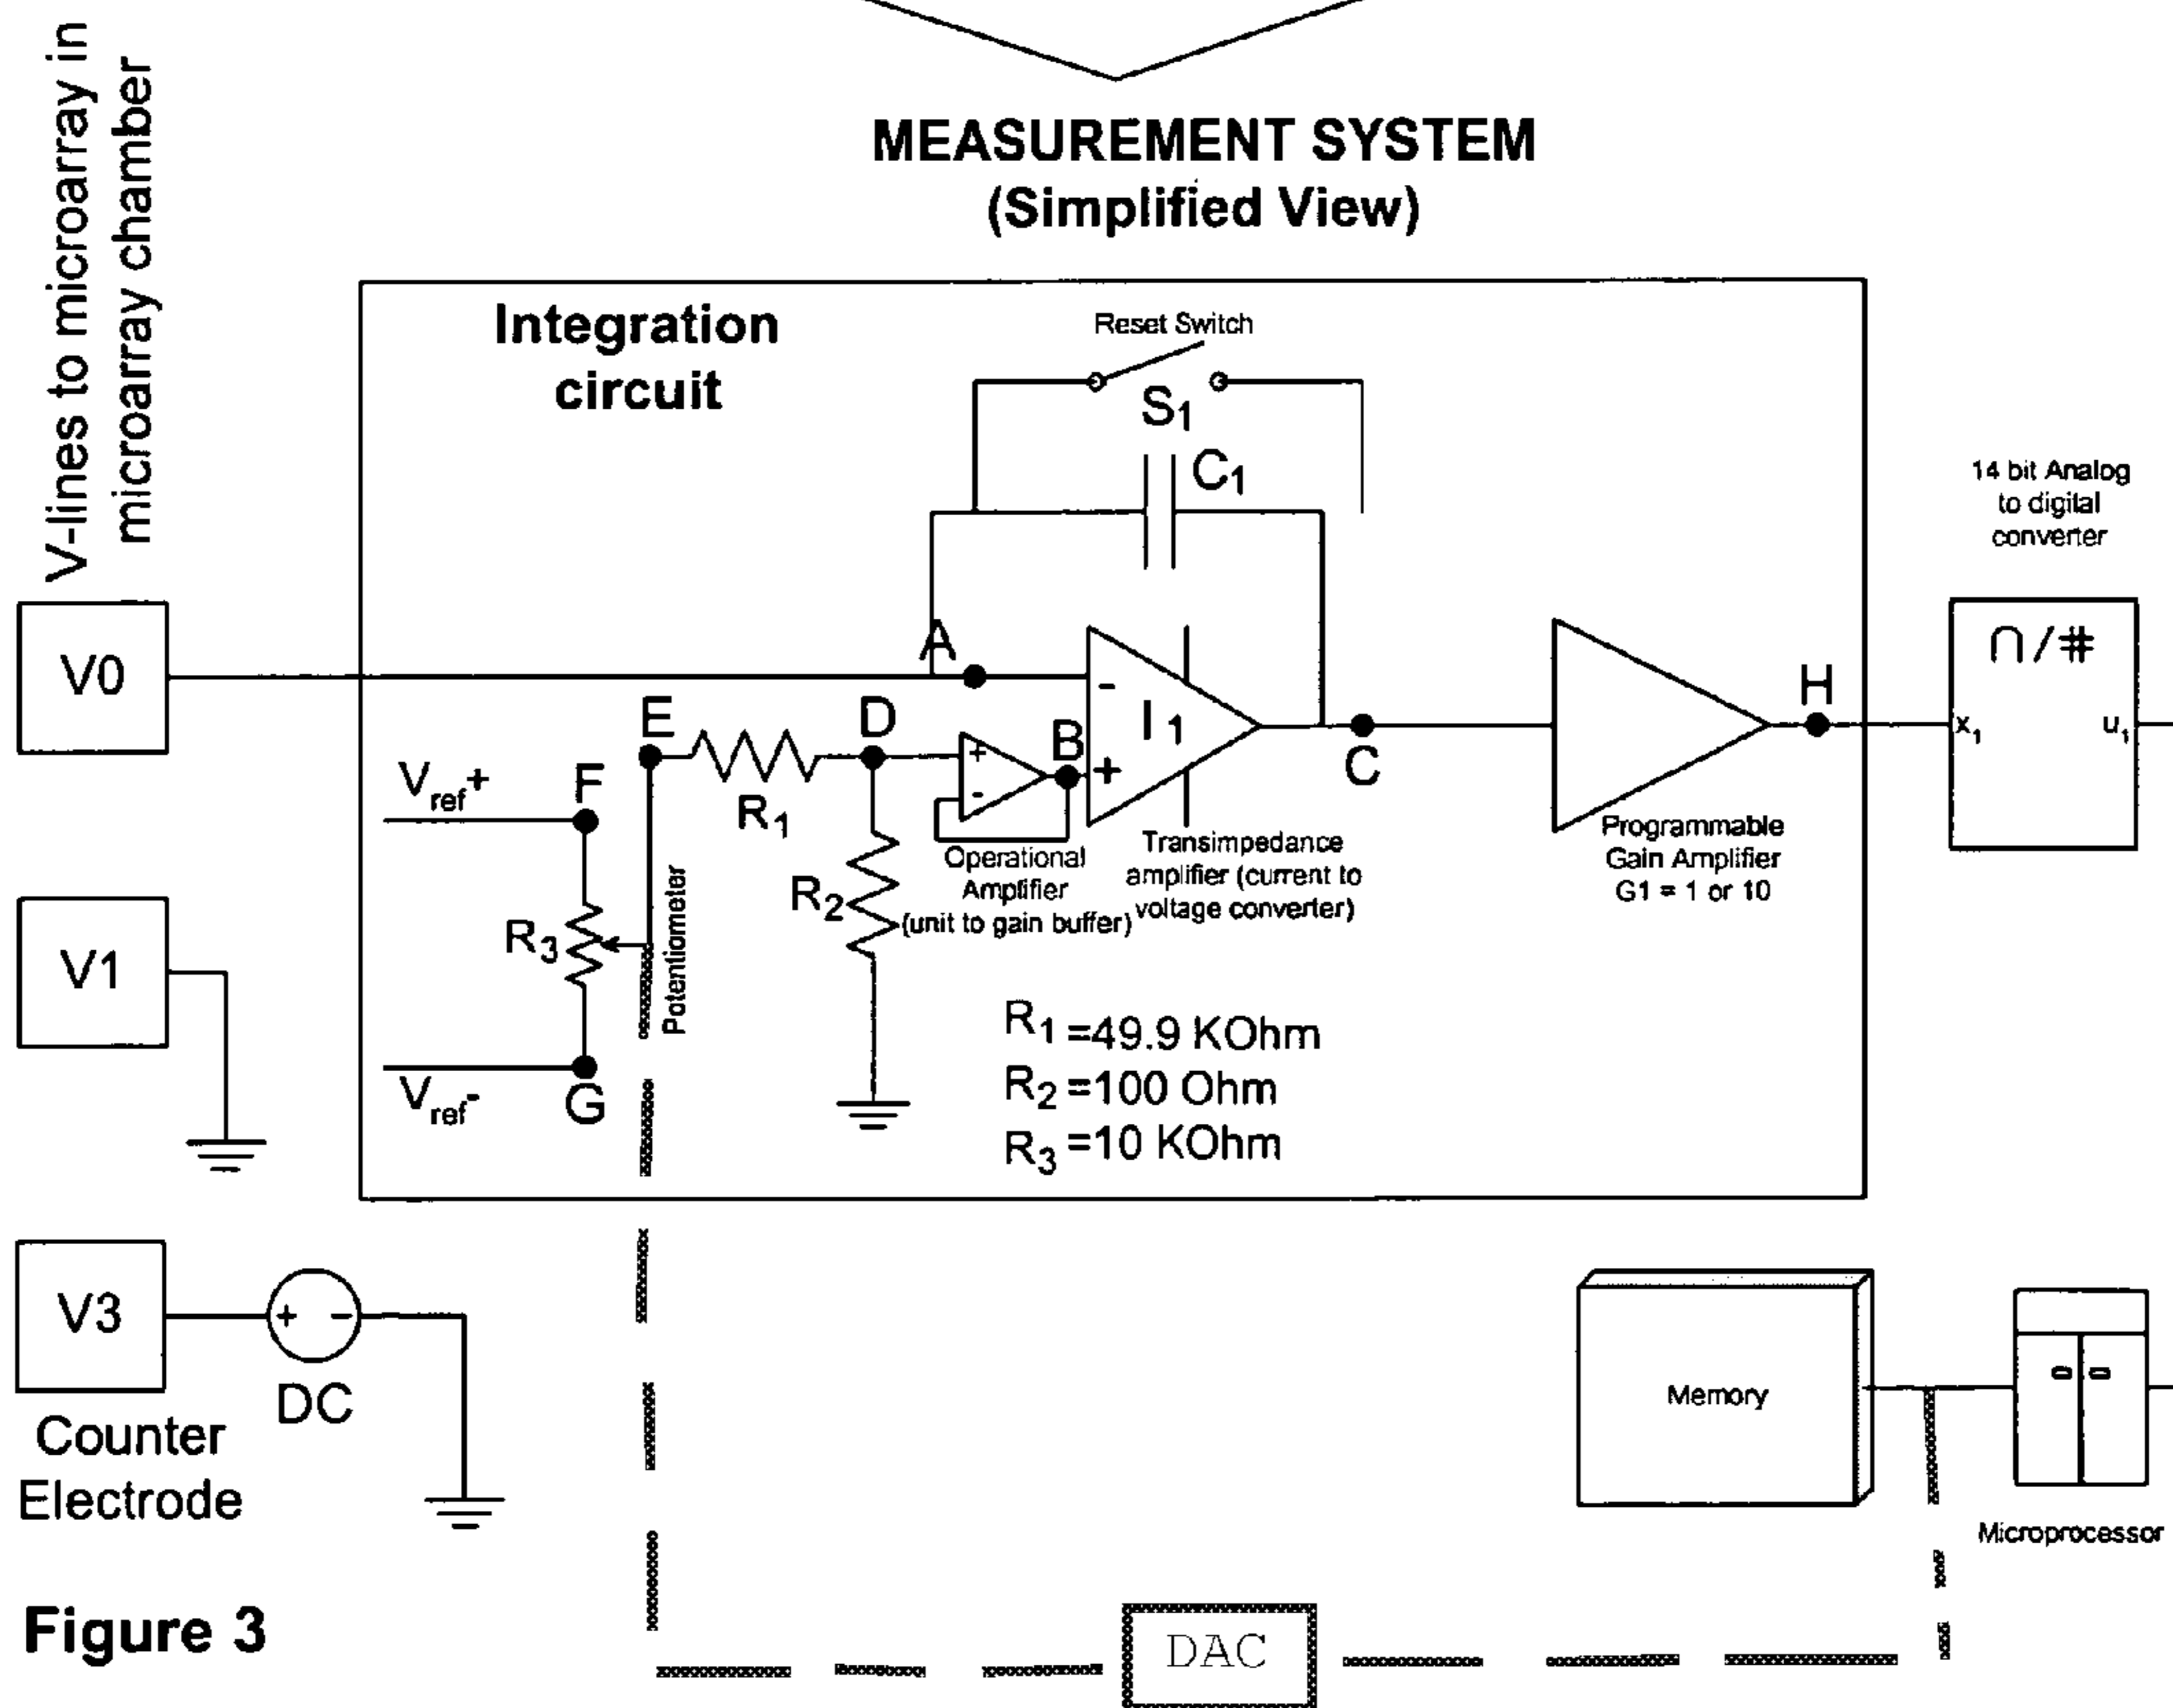 V-lines to microarray in
microarray chamber
MEASUREMENT SYSTEM
(Simplified View)
Integration
circuit
Reset Switch
S1
C1
14 bit Analog
to digital
converter
V0
A
-
+
I1
∩/#
x1
u1
H
E
D
B
+
-
C
Vref+
F
R1
R2
R3
Potentiometer
Operational
Amplifier
(unit to gain buffer)
Transimpedance
amplifier (current to
voltage converter)
Programmable
Gain Amplifier
G1 = 1 or 10
V1
Vref-
G
R1 =49.9 KOhm
R2 =100 Ohm
R3 =10 KOhm
V3
+ −
DC
Counter
Electrode
Memory
Microprocessor
DAC
Figure 3